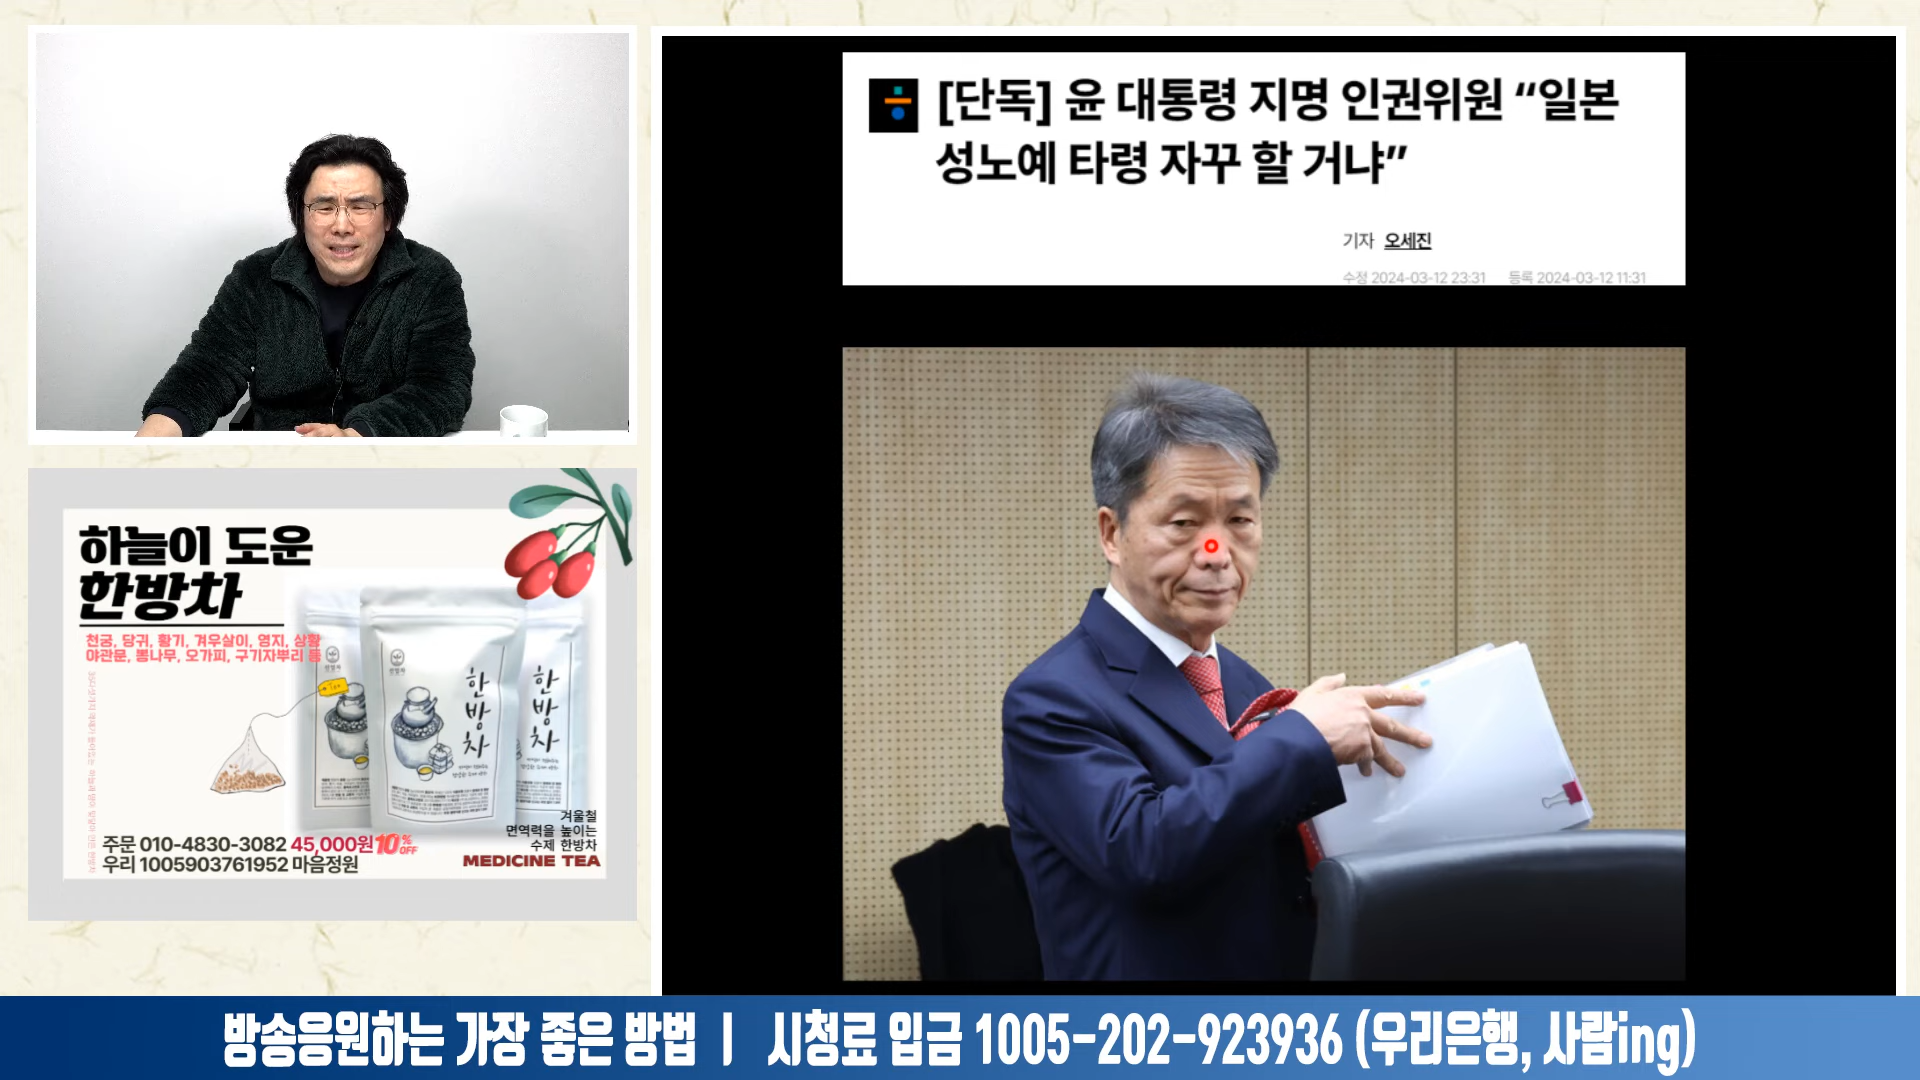 [단독] 윤 대통령 지명 인권위원 “일본
성노예 타령 자꾸 할 거냐”
기자 오세진
수정 2024-03-12 23:31 등록 2024-03-12 11:31
하늘이 도운
한방차
천궁, 당귀, 황기, 겨우살이, 영지, 상황
야관문, 뽕나무, 오가피, 구기자뿌리 등
한방차
한방차
겨울철
면역력을 높이는
수제 한방차
MEDICINE TEA
주문 010-4830-3082 45,000원 10% OFF
우리 1005903761952 마음정원
방송응원하는 가장 좋은 방법 | 시청료 입금 1005-202-923936 (우리은행, 사람ing)